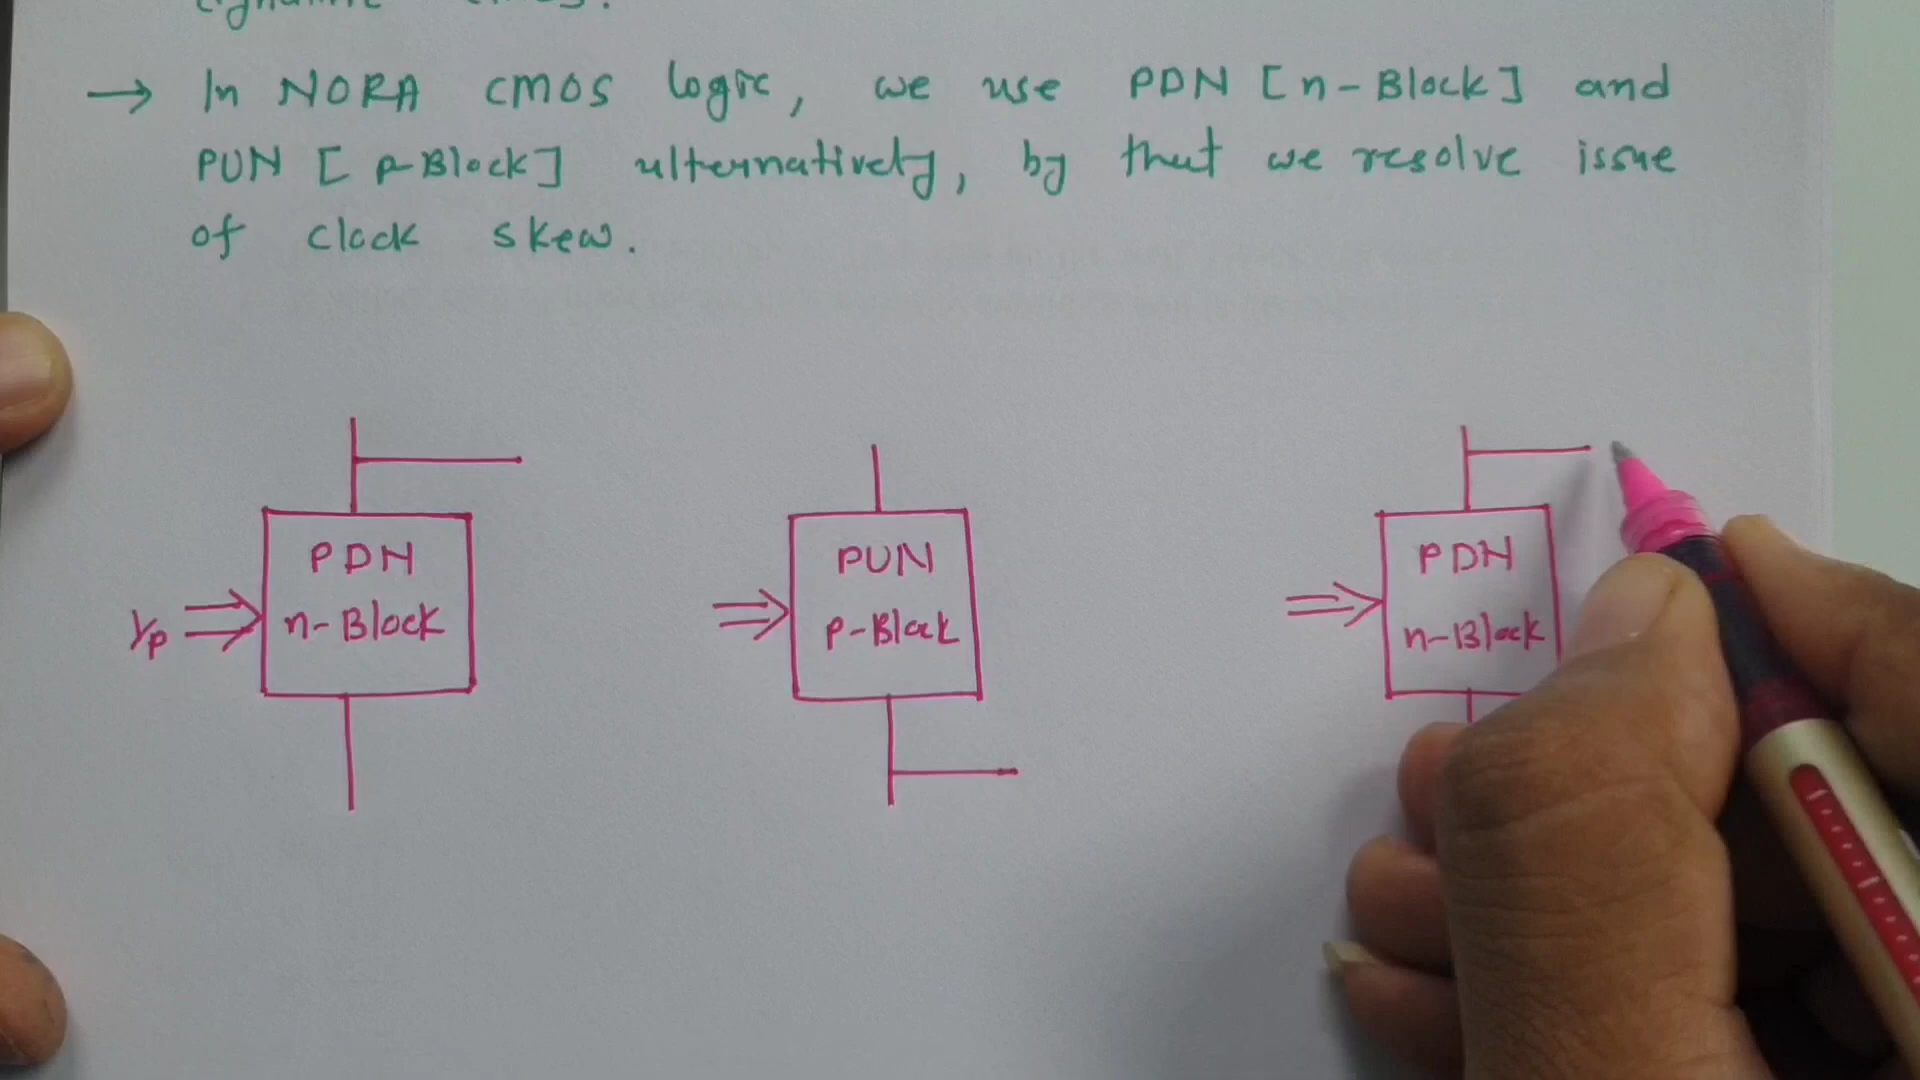 cmos.
→ In NORA CMOS logic, we use PDN [n-Block] and
PUN [p-Block] alternatively, by that we resolve issue
of clock skew.
PDN
n-Block
I/p
PUN
p-Block
PDN
n-Block